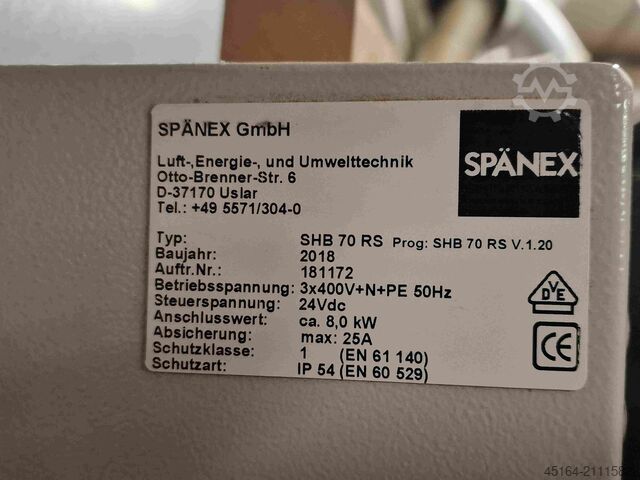 SPÄNEX GmbH
SPÄNEX
Luft-,Energie-, und Umwelttechnik
Otto-Brenner-Str. 6
D-37170 Uslar
Tel.: +49 5571/304-0
Typ: SHB 70 RS Prog: SHB 70 RS V.1.20
Baujahr: 2018
Auftr.Nr.: 181172
Betriebsspannung: 3x400V+N+PE 50Hz
Steuerspannung: 24Vdc
Anschlusswert: ca. 8,0 kW
Absicherung: max: 25A
Schutzklasse: 1 (EN 61 140)
Schutzart: IP 54 (EN 60 529)
DVE
CE